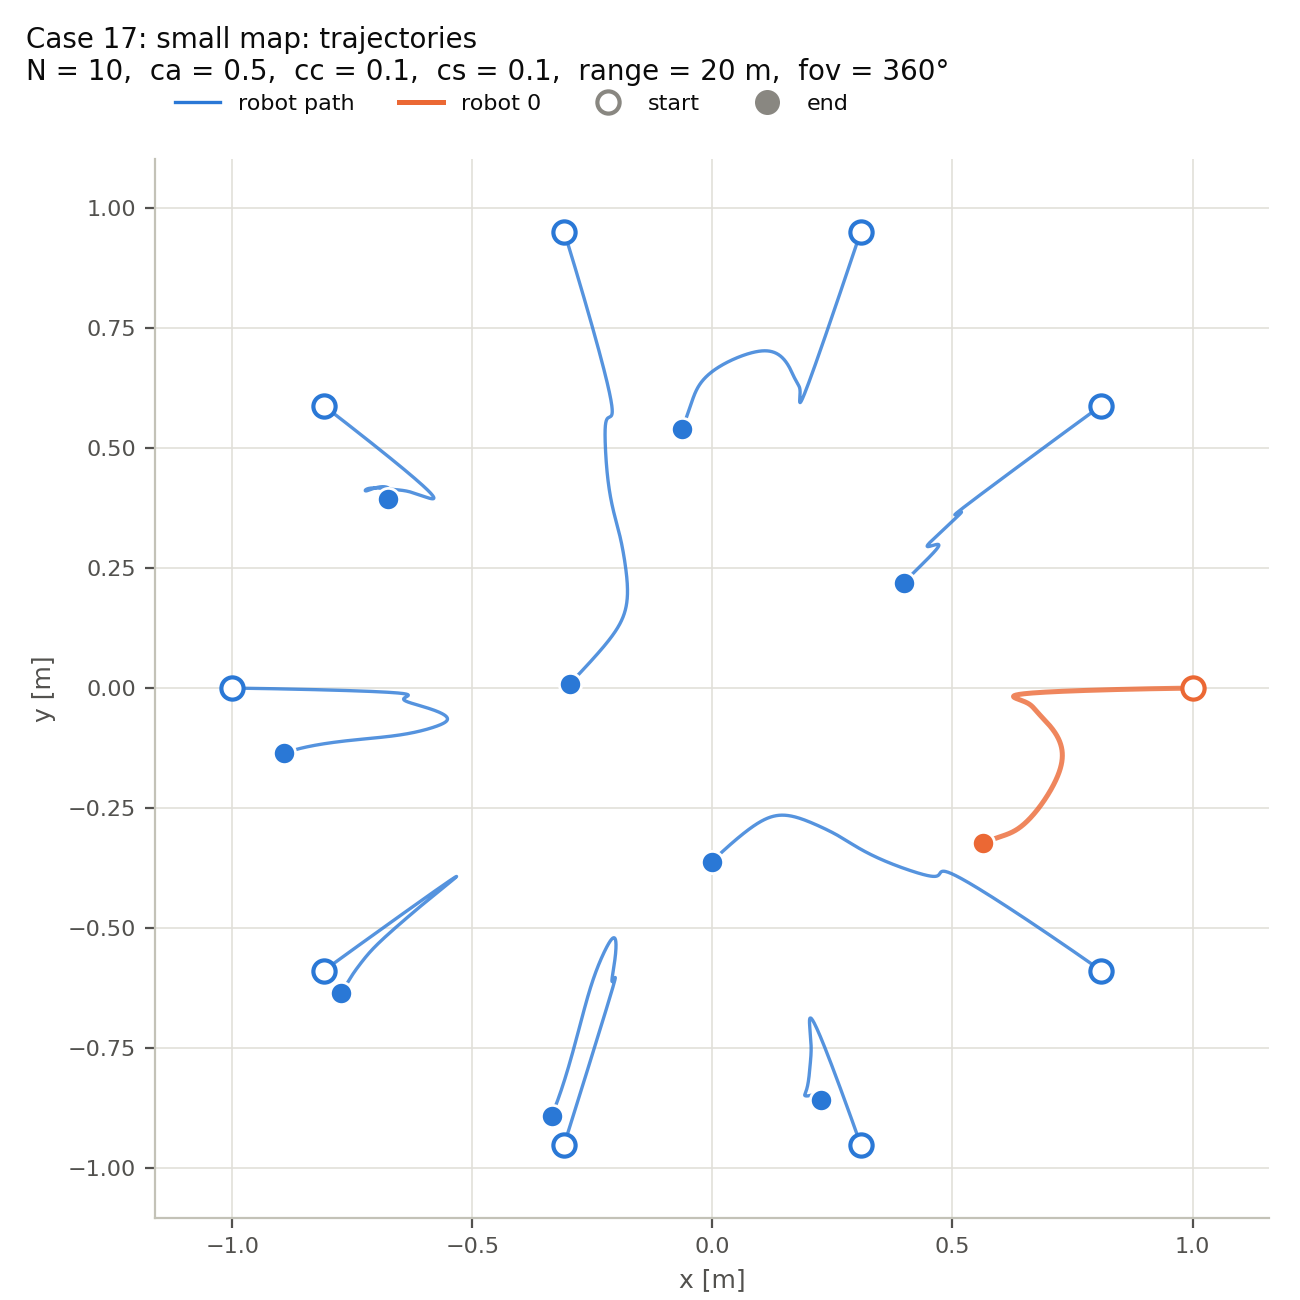 Case 17: small map: trajectories
N = 10,  ca = 0.5,  cc = 0.1,  cs = 0.1,  range = 20 m,  fov = 360°
robot path   robot 0   start   end
1.00
0.75
0.50
0.25
0.00
−0.25
−0.50
−0.75
−1.00
y [m]
−1.0   −0.5   0.0   0.5   1.0
x [m]